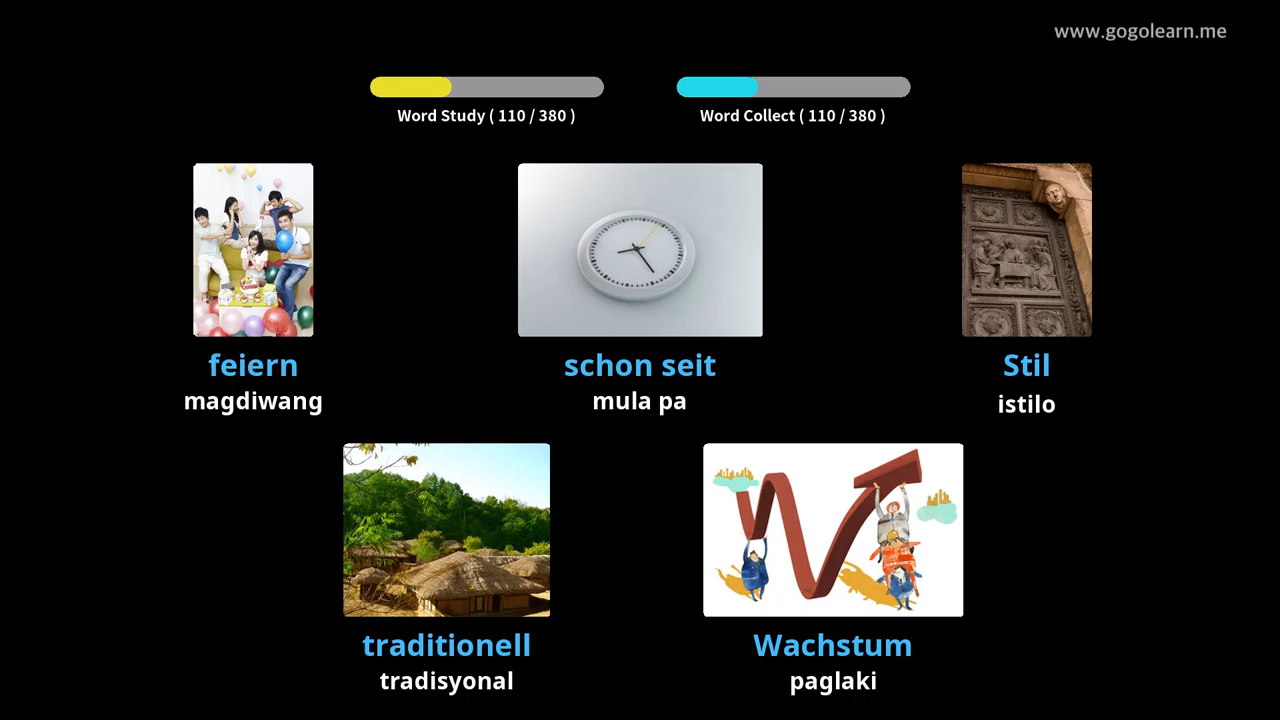 www.gogolearn.me
Word Study ( 110 / 380 )
Word Collect ( 110 / 380 )
feiern
magdiwang
schon seit
mula pa
Stil
istilo
traditionell
tradisyonal
Wachstum
paglaki